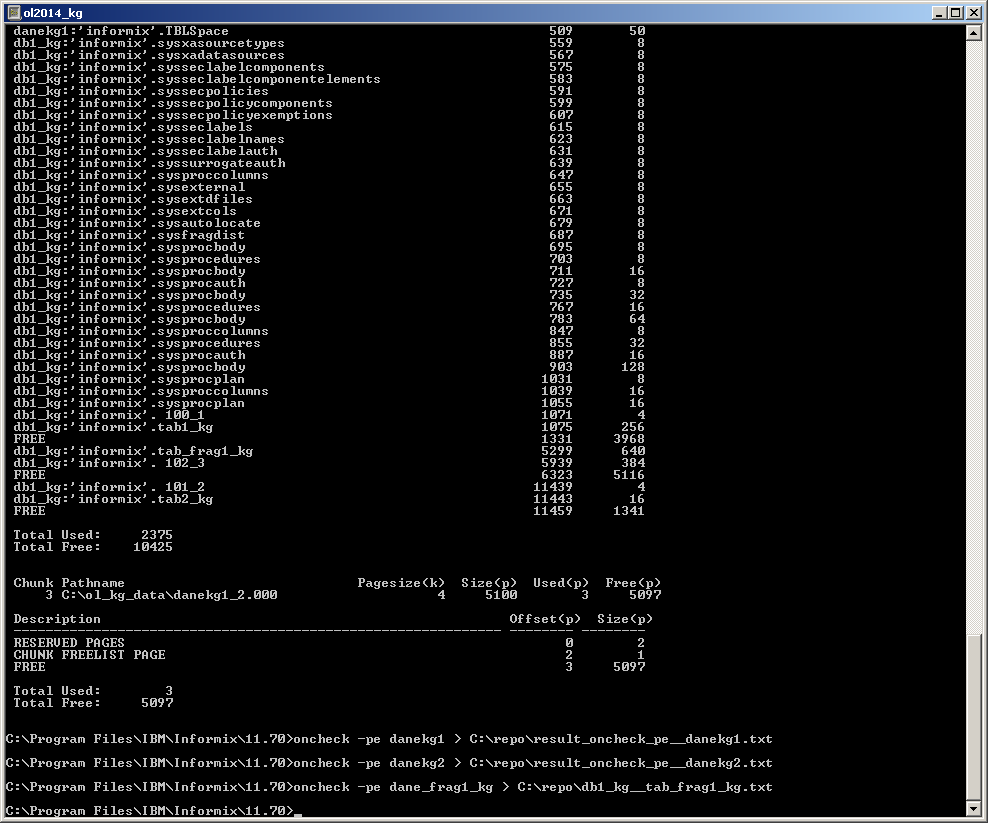 ol2014_kg
danekg1:'informix'.TBLSpace 509 50
db1_kg:'informix'.sysxasourcetypes 559 8
db1_kg:'informix'.sysxadatasources 567 8
db1_kg:'informix'.sysseclabelcomponents 575 8
db1_kg:'informix'.sysseclabelcomponentelements 583 8
db1_kg:'informix'.syssecpolicies 591 8
db1_kg:'informix'.syssecpolicycomponents 599 8
db1_kg:'informix'.syssecpolicyexemptions 607 8
db1_kg:'informix'.sysseclabels 615 8
db1_kg:'informix'.sysseclabelnames 623 8
db1_kg:'informix'.sysseclabelauth 631 8
db1_kg:'informix'.syssurrogateauth 639 8
db1_kg:'informix'.sysproccolumns 647 8
db1_kg:'informix'.sysexternal 655 8
db1_kg:'informix'.sysextdfiles 663 8
db1_kg:'informix'.sysextcols 671 8
db1_kg:'informix'.sysautolocate 679 8
db1_kg:'informix'.sysfragdist 687 8
db1_kg:'informix'.sysprocbody 695 8
db1_kg:'informix'.sysprocedures 703 8
db1_kg:'informix'.sysprocbody 711 16
db1_kg:'informix'.sysprocauth 727 8
db1_kg:'informix'.sysprocbody 735 32
db1_kg:'informix'.sysprocedures 767 16
db1_kg:'informix'.sysprocbody 783 64
db1_kg:'informix'.sysproccolumns 847 8
db1_kg:'informix'.sysprocedures 855 32
db1_kg:'informix'.sysprocauth 887 16
db1_kg:'informix'.sysprocbody 903 128
db1_kg:'informix'.sysprocplan 1031 8
db1_kg:'informix'.sysproccolumns 1039 16
db1_kg:'informix'.sysprocplan 1055 16
db1_kg:'informix'. 100_1 1071 4
db1_kg:'informix'.tab1_kg 1075 256
FREE 1331 3968
db1_kg:'informix'.tab_frag1_kg 5299 640
db1_kg:'informix'. 102_3 5939 384
FREE 6323 5116
db1_kg:'informix'. 101_2 11439 4
db1_kg:'informix'.tab2_kg 11443 16
FREE 11459 1341
Total Used: 2375
Total Free: 10425
Chunk Pathname Pagesize(k) Size(p) Used(p) Free(p)
3 C:\ol_kg_data\danekg1_2.000 4 5100 3 5097
Description Offset(p) Size(p)
------------------------------------------------------------- -------- --------
RESERVED PAGES 0 2
CHUNK FREELIST PAGE 2 1
FREE 3 5097
Total Used: 3
Total Free: 5097
C:\Program Files\IBM\Informix\11.70>oncheck -pe danekg1 > C:\repo\result_oncheck_pe__danekg1.txt
C:\Program Files\IBM\Informix\11.70>oncheck -pe danekg2 > C:\repo\result_oncheck_pe__danekg2.txt
C:\Program Files\IBM\Informix\11.70>oncheck -pe dane_frag1_kg > C:\repo\db1_kg__tab_frag1_kg.txt
C:\Program Files\IBM\Informix\11.70>_